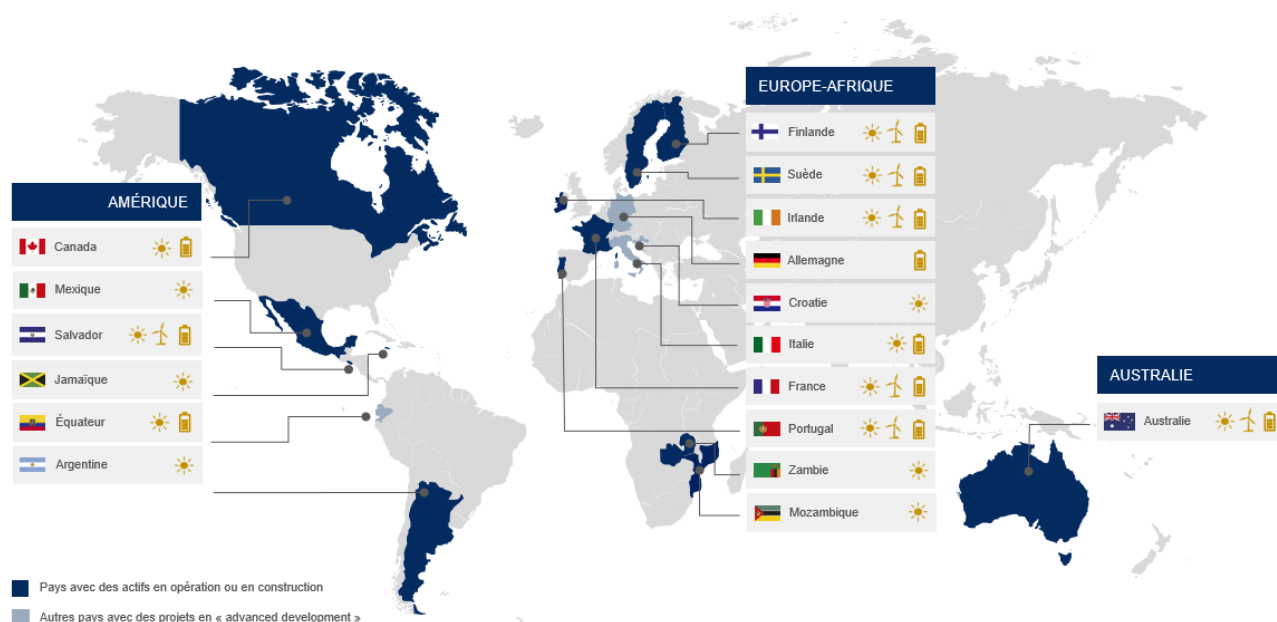 AMÉRIQUE
Canada
Mexique
Salvador
Jamaïque
Équateur
Argentine
EUROPE-AFRIQUE
Finlande
Suède
Irlande
Allemagne
Croatie
Italie
France
Portugal
Zambie
Mozambique
AUSTRALIE
Australie
Pays avec des actifs en opération ou en construction
Autres pays avec des projets en « advanced development »